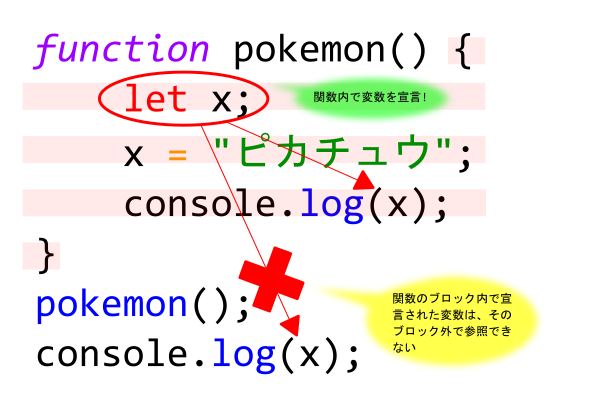 function pokemon() {
let x;
関数内で変数を宣言!
x = "ピカチュウ";
console.log(x);
}
pokemon();
console.log(x);
関数のブロック内で宣
言された変数は、その
ブロック外で参照でき
ない